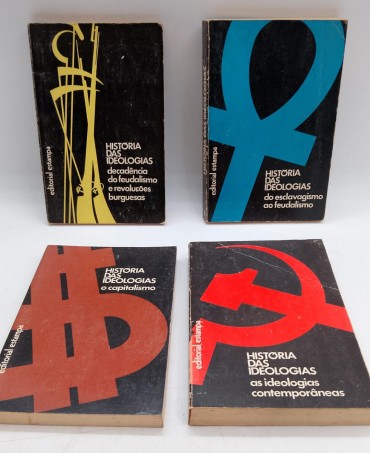 HISTÓRIA
DAS
IDEOLOGIAS
decadência
do feudalismo
e revoluções
burguesas
editorial estampa
HISTÓRIA
DAS
IDEOLOGIAS
do esclavagismo
ao feudalismo
editorial estampa
HISTÓRIA
DAS
IDEOLOGIAS
o capitalismo
editorial estampa
HISTÓRIA
DAS
IDEOLOGIAS
as ideologias
contemporâneas
editorial estampa